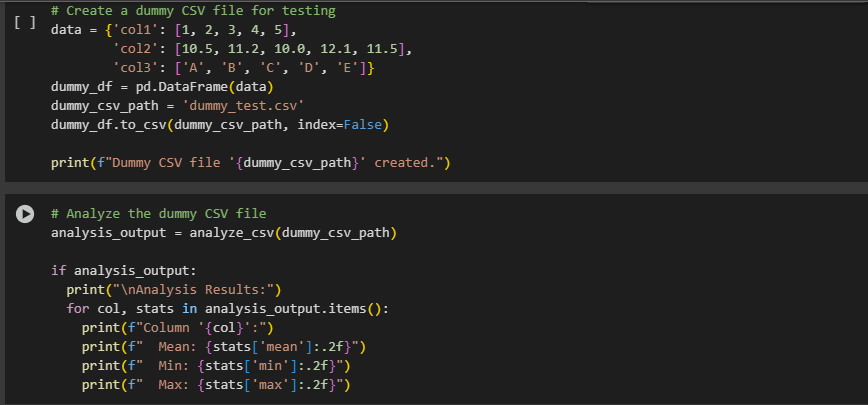 [ ]
# Create a dummy CSV file for testing
data = {'col1': [1, 2, 3, 4, 5],
        'col2': [10.5, 11.2, 10.0, 12.1, 11.5],
        'col3': ['A', 'B', 'C', 'D', 'E']}
dummy_df = pd.DataFrame(data)
dummy_csv_path = 'dummy_test.csv'
dummy_df.to_csv(dummy_csv_path, index=False)

print(f"Dummy CSV file '{dummy_csv_path}' created.")

# Analyze the dummy CSV file
analysis_output = analyze_csv(dummy_csv_path)

if analysis_output:
  print("\nAnalysis Results:")
  for col, stats in analysis_output.items():
    print(f"Column '{col}':")
    print(f"  Mean: {stats['mean']:.2f}")
    print(f"  Min: {stats['min']:.2f}")
    print(f"  Max: {stats['max']:.2f}")